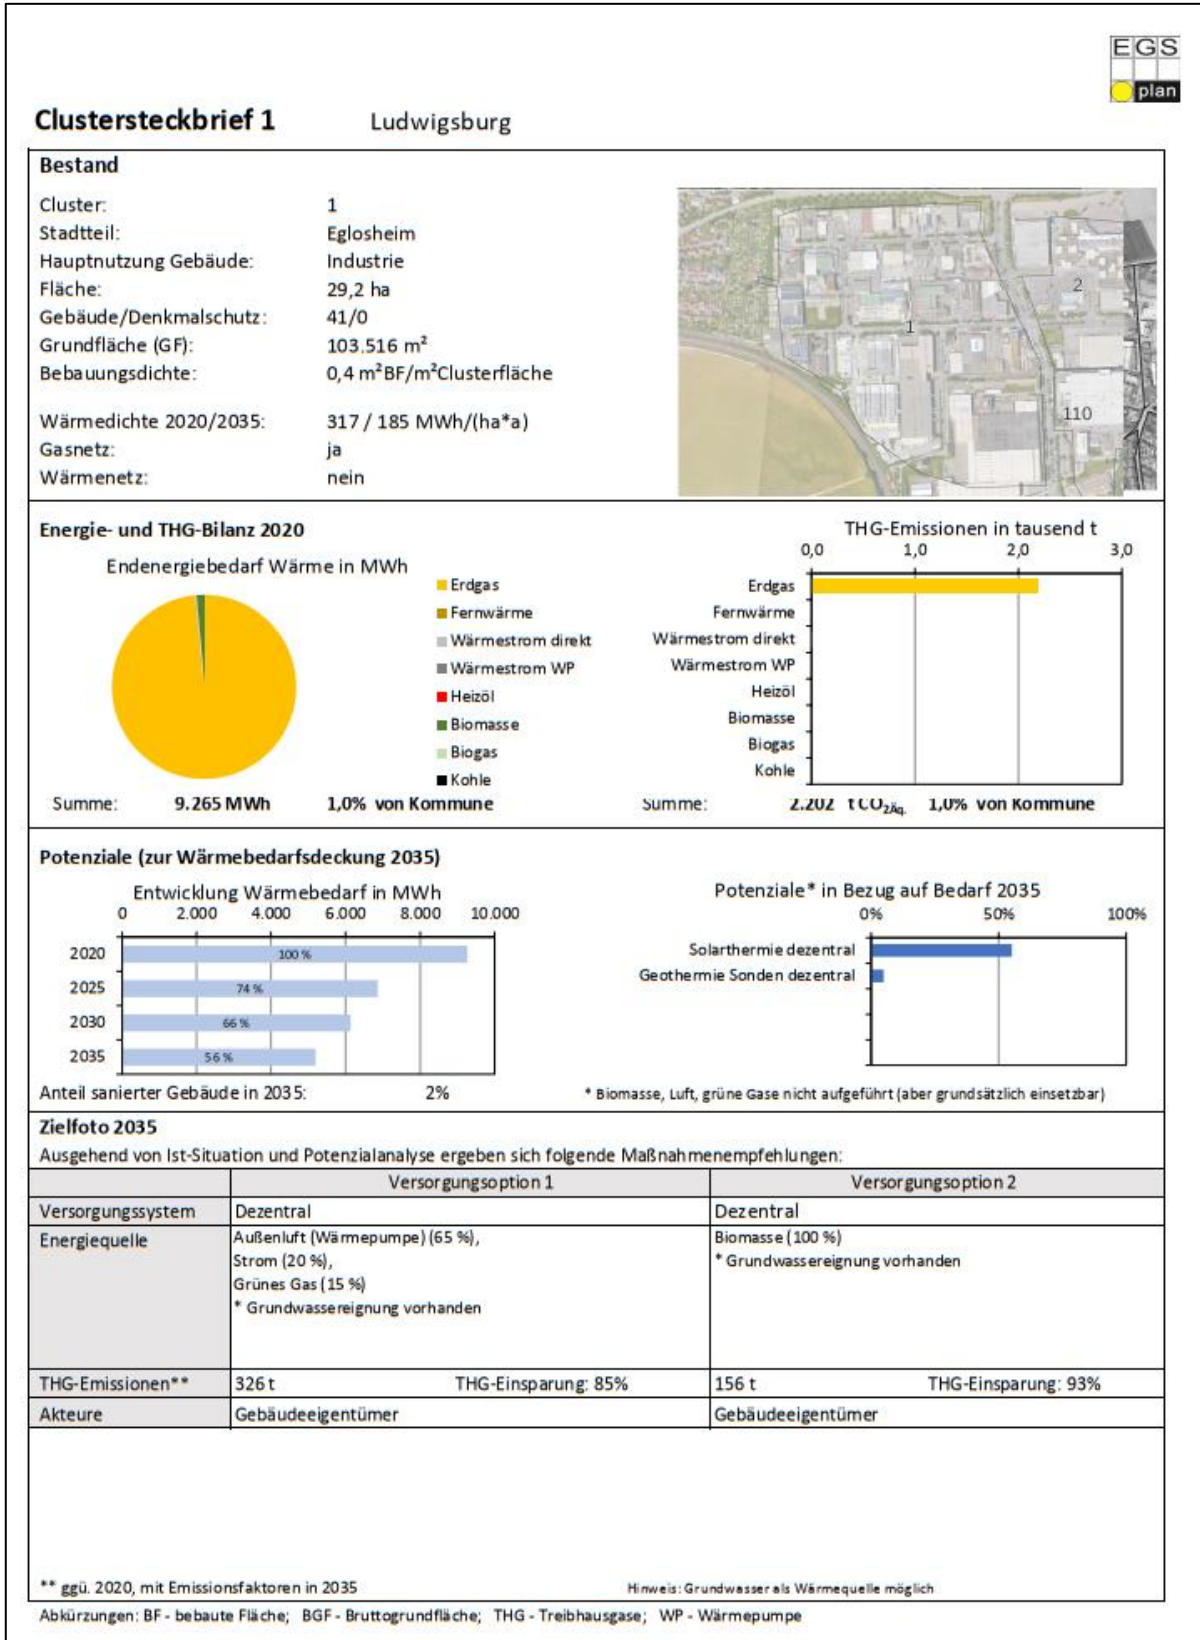 EGS
plan
Clustersteckbrief 1 Ludwigsburg
Bestand
Cluster: 1
Stadtteil: Eglosheim
Hauptnutzung Gebäude: Industrie
Fläche: 29,2 ha
Gebäude/Denkmalschutz: 41/0
Grundfläche (GF): 103.516 m²
Bebauungsdichte: 0,4 m²BF/m²Clusterfläche
Wärmedichte 2020/2035: 317 / 185 MWh/(ha*a)
Gasnetz: ja
Wärmenetz: nein
1
2
110
Energie- und THG-Bilanz 2020
Endenergiebedarf Wärme in MWh
Erdgas
Fernwärme
Wärmestrom direkt
Wärmestrom WP
Heizöl
Biomasse
Biogas
Kohle
Summe: 9.265 MWh 1,0% von Kommune
THG-Emissionen in tausend t
0,0 1,0 2,0 3,0
Erdgas
Fernwärme
Wärmestrom direkt
Wärmestrom WP
Heizöl
Biomasse
Biogas
Kohle
Summe: 2.202 t CO2Äq. 1,0% von Kommune
Potenziale (zur Wärmebedarfsdeckung 2035)
Entwicklung Wärmebedarf in MWh
0 2.000 4.000 6.000 8.000 10.000
2020 100 %
2025 74 %
2030 66 %
2035 56 %
Anteil sanierter Gebäude in 2035: 2%
Potenziale* in Bezug auf Bedarf 2035
0% 50% 100%
Solarthermie dezentral
Geothermie Sonden dezentral
* Biomasse, Luft, grüne Gase nicht aufgeführt (aber grundsätzlich einsetzbar)
Zielfoto 2035
Ausgehend von Ist-Situation und Potenzialanalyse ergeben sich folgende Maßnahmenempfehlungen:
Versorgungsoption 1 Versorgungsoption 2
Versorgungssystem Dezentral Dezentral
Energiequelle Außenluft (Wärmepumpe) (65 %), Biomasse (100 %)
Strom (20 %), * Grundwassereignung vorhanden
Grünes Gas (15 %)
* Grundwassereignung vorhanden
THG-Emissionen** 326 t THG-Einsparung: 85% 156 t THG-Einsparung: 93%
Akteure Gebäudeeigentümer Gebäudeeigentümer
** ggü. 2020, mit Emissionsfaktoren in 2035 Hinweis: Grundwasser als Wärmequelle möglich
Abkürzungen: BF - bebaute Fläche; BGF - Bruttogrundfläche; THG - Treibhausgase; WP - Wärmepumpe